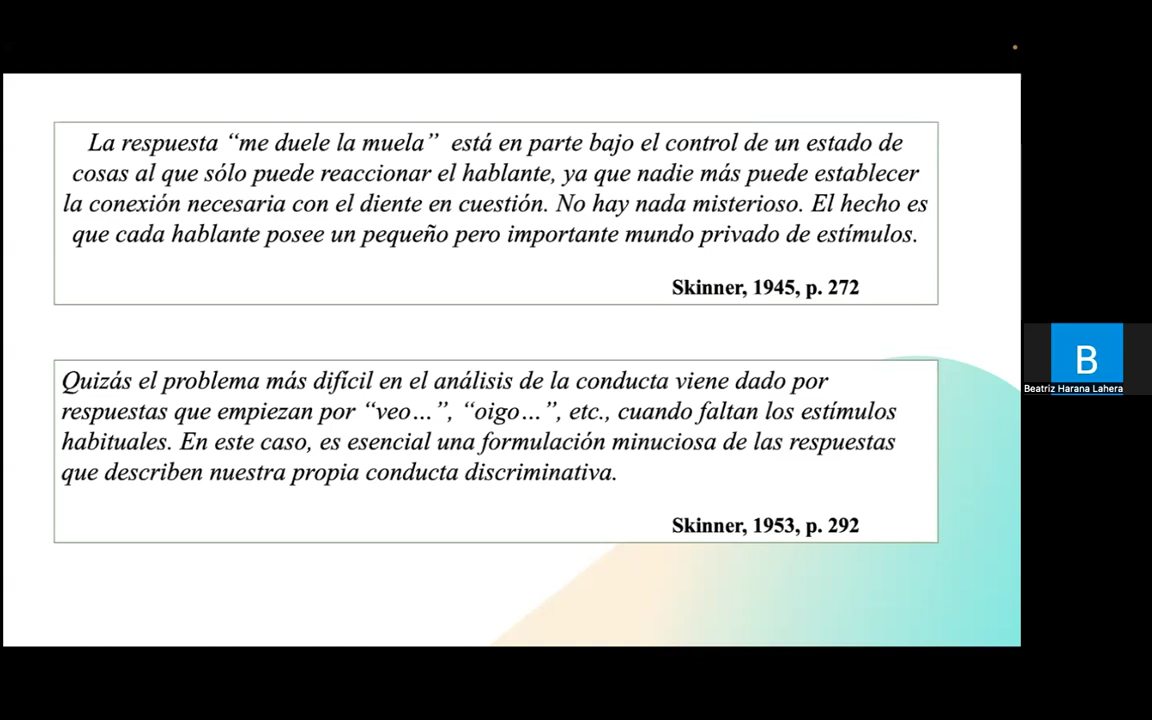 La respuesta “me duele la muela” está en parte bajo el control de un estado de
cosas al que sólo puede reaccionar el hablante, ya que nadie más puede establecer
la conexión necesaria con el diente en cuestión. No hay nada misterioso. El hecho es
que cada hablante posee un pequeño pero importante mundo privado de estímulos.
Skinner, 1945, p. 272
Quizás el problema más difícil en el análisis de la conducta viene dado por
respuestas que empiezan por “veo…”, “oigo…”, etc., cuando faltan los estímulos
habituales. En este caso, es esencial una formulación minuciosa de las respuestas
que describen nuestra propia conducta discriminativa.
Skinner, 1953, p. 292
B
Beatriz Harana Lahera